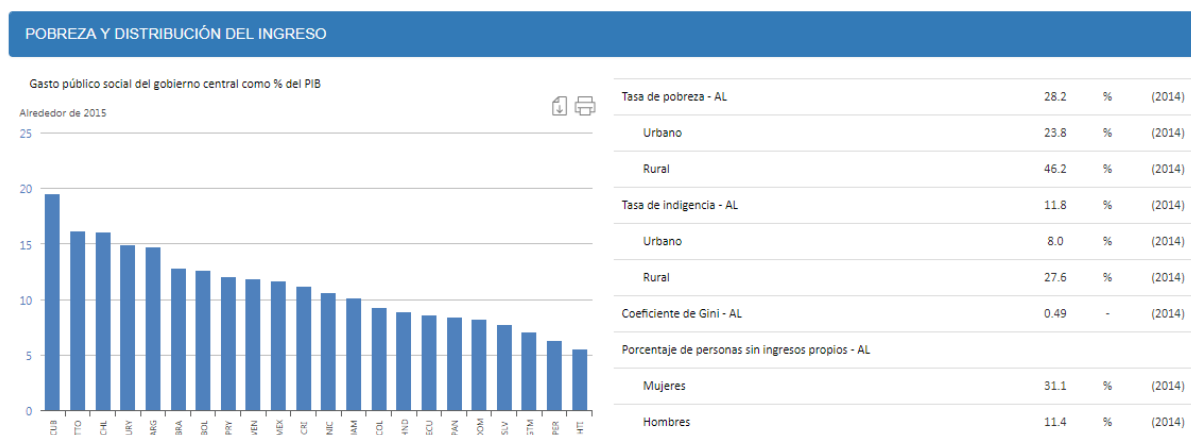 POBREZA Y DISTRIBUCIÓN DEL INGRESO
Gasto público social del gobierno central como % del PIB
Alrededor de 2015
25
20
15
10
5
0
CUB TTO CHL URY ARG BRA BOL PRY VEN MEX CRI NIC JAM COL HND ECU PAN DOM SLV GTM PER HTI
Tasa de pobreza - AL 28.2 % (2014)
Urbano 23.8 % (2014)
Rural 46.2 % (2014)
Tasa de indigencia - AL 11.8 % (2014)
Urbano 8.0 % (2014)
Rural 27.6 % (2014)
Coeficiente de Gini - AL 0.49 - (2014)
Porcentaje de personas sin ingresos propios - AL
Mujeres 31.1 % (2014)
Hombres 11.4 % (2014)